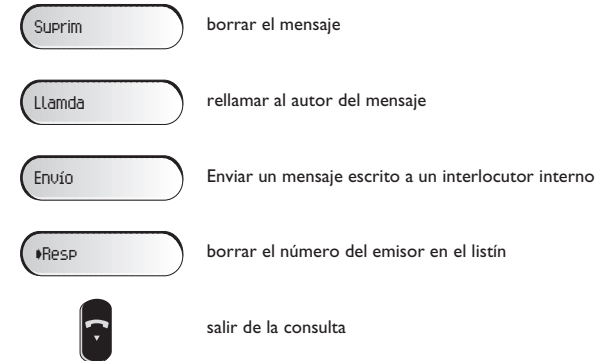 Suprim
borrar el mensaje
Llamda
rellamar al autor del mensaje
Envío
Enviar un mensaje escrito a un interlocutor interno
➧Resp
borrar el número del emisor en el listín
salir de la consulta